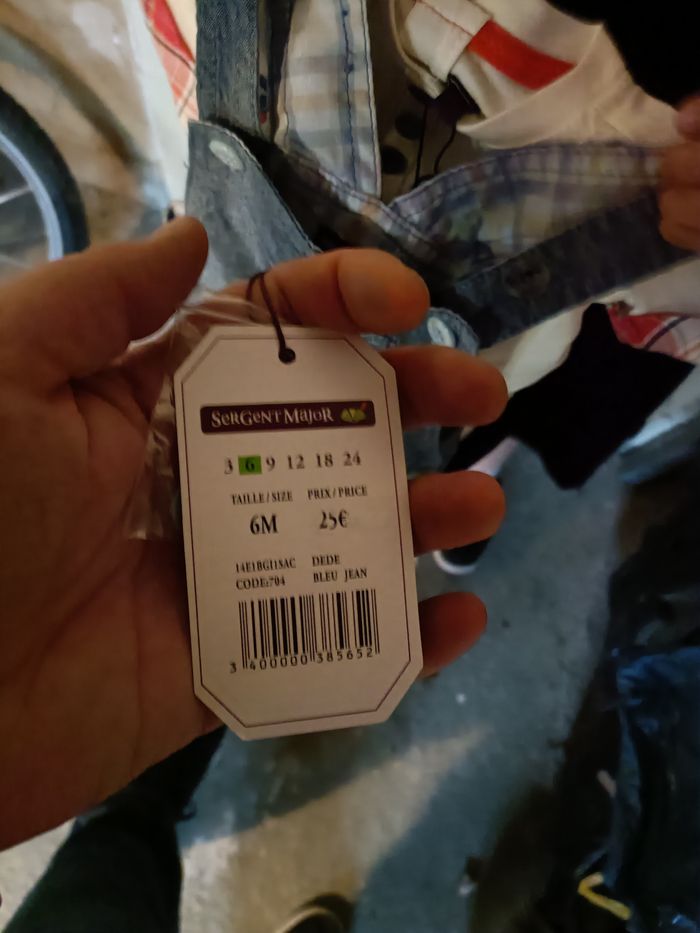 SerGenT MajoR
3 6 9 12 18 24
TAILLE/SIZE PRIX/PRICE
6M 25€
14E1BG11SAC DEDE
CODE:704 BLEU JEAN
3 400000 385652